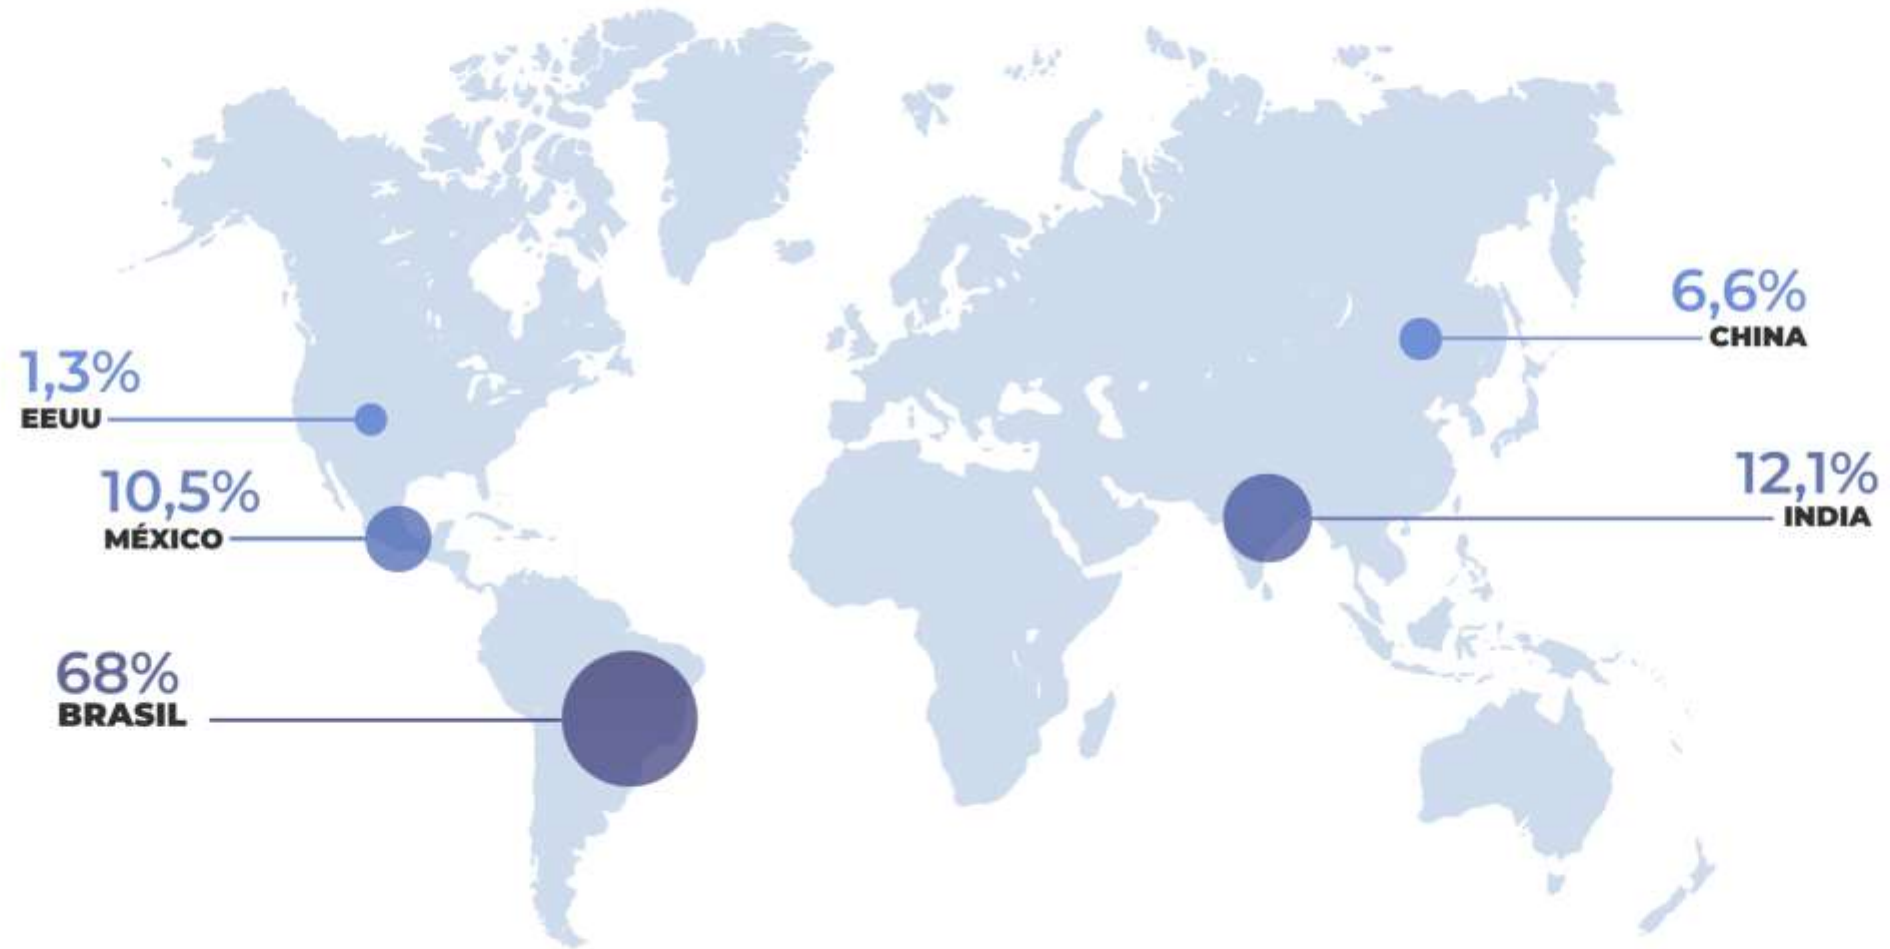 6,6%
CHINA
1,3%
EEUU
10,5%
MÉXICO
12,1%
INDIA
68%
BRASIL